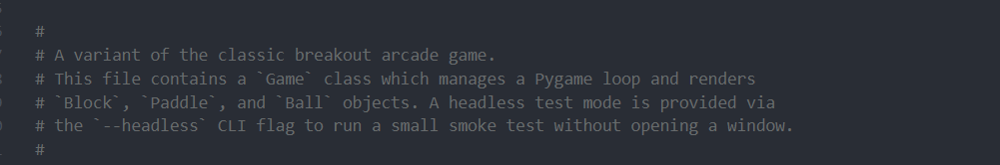 #
# A variant of the classic breakout arcade game.
# This file contains a `Game` class which manages a Pygame loop and renders
# `Block`, `Paddle`, and `Ball` objects. A headless test mode is provided via
# the `--headless` CLI flag to run a small smoke test without opening a window.
#